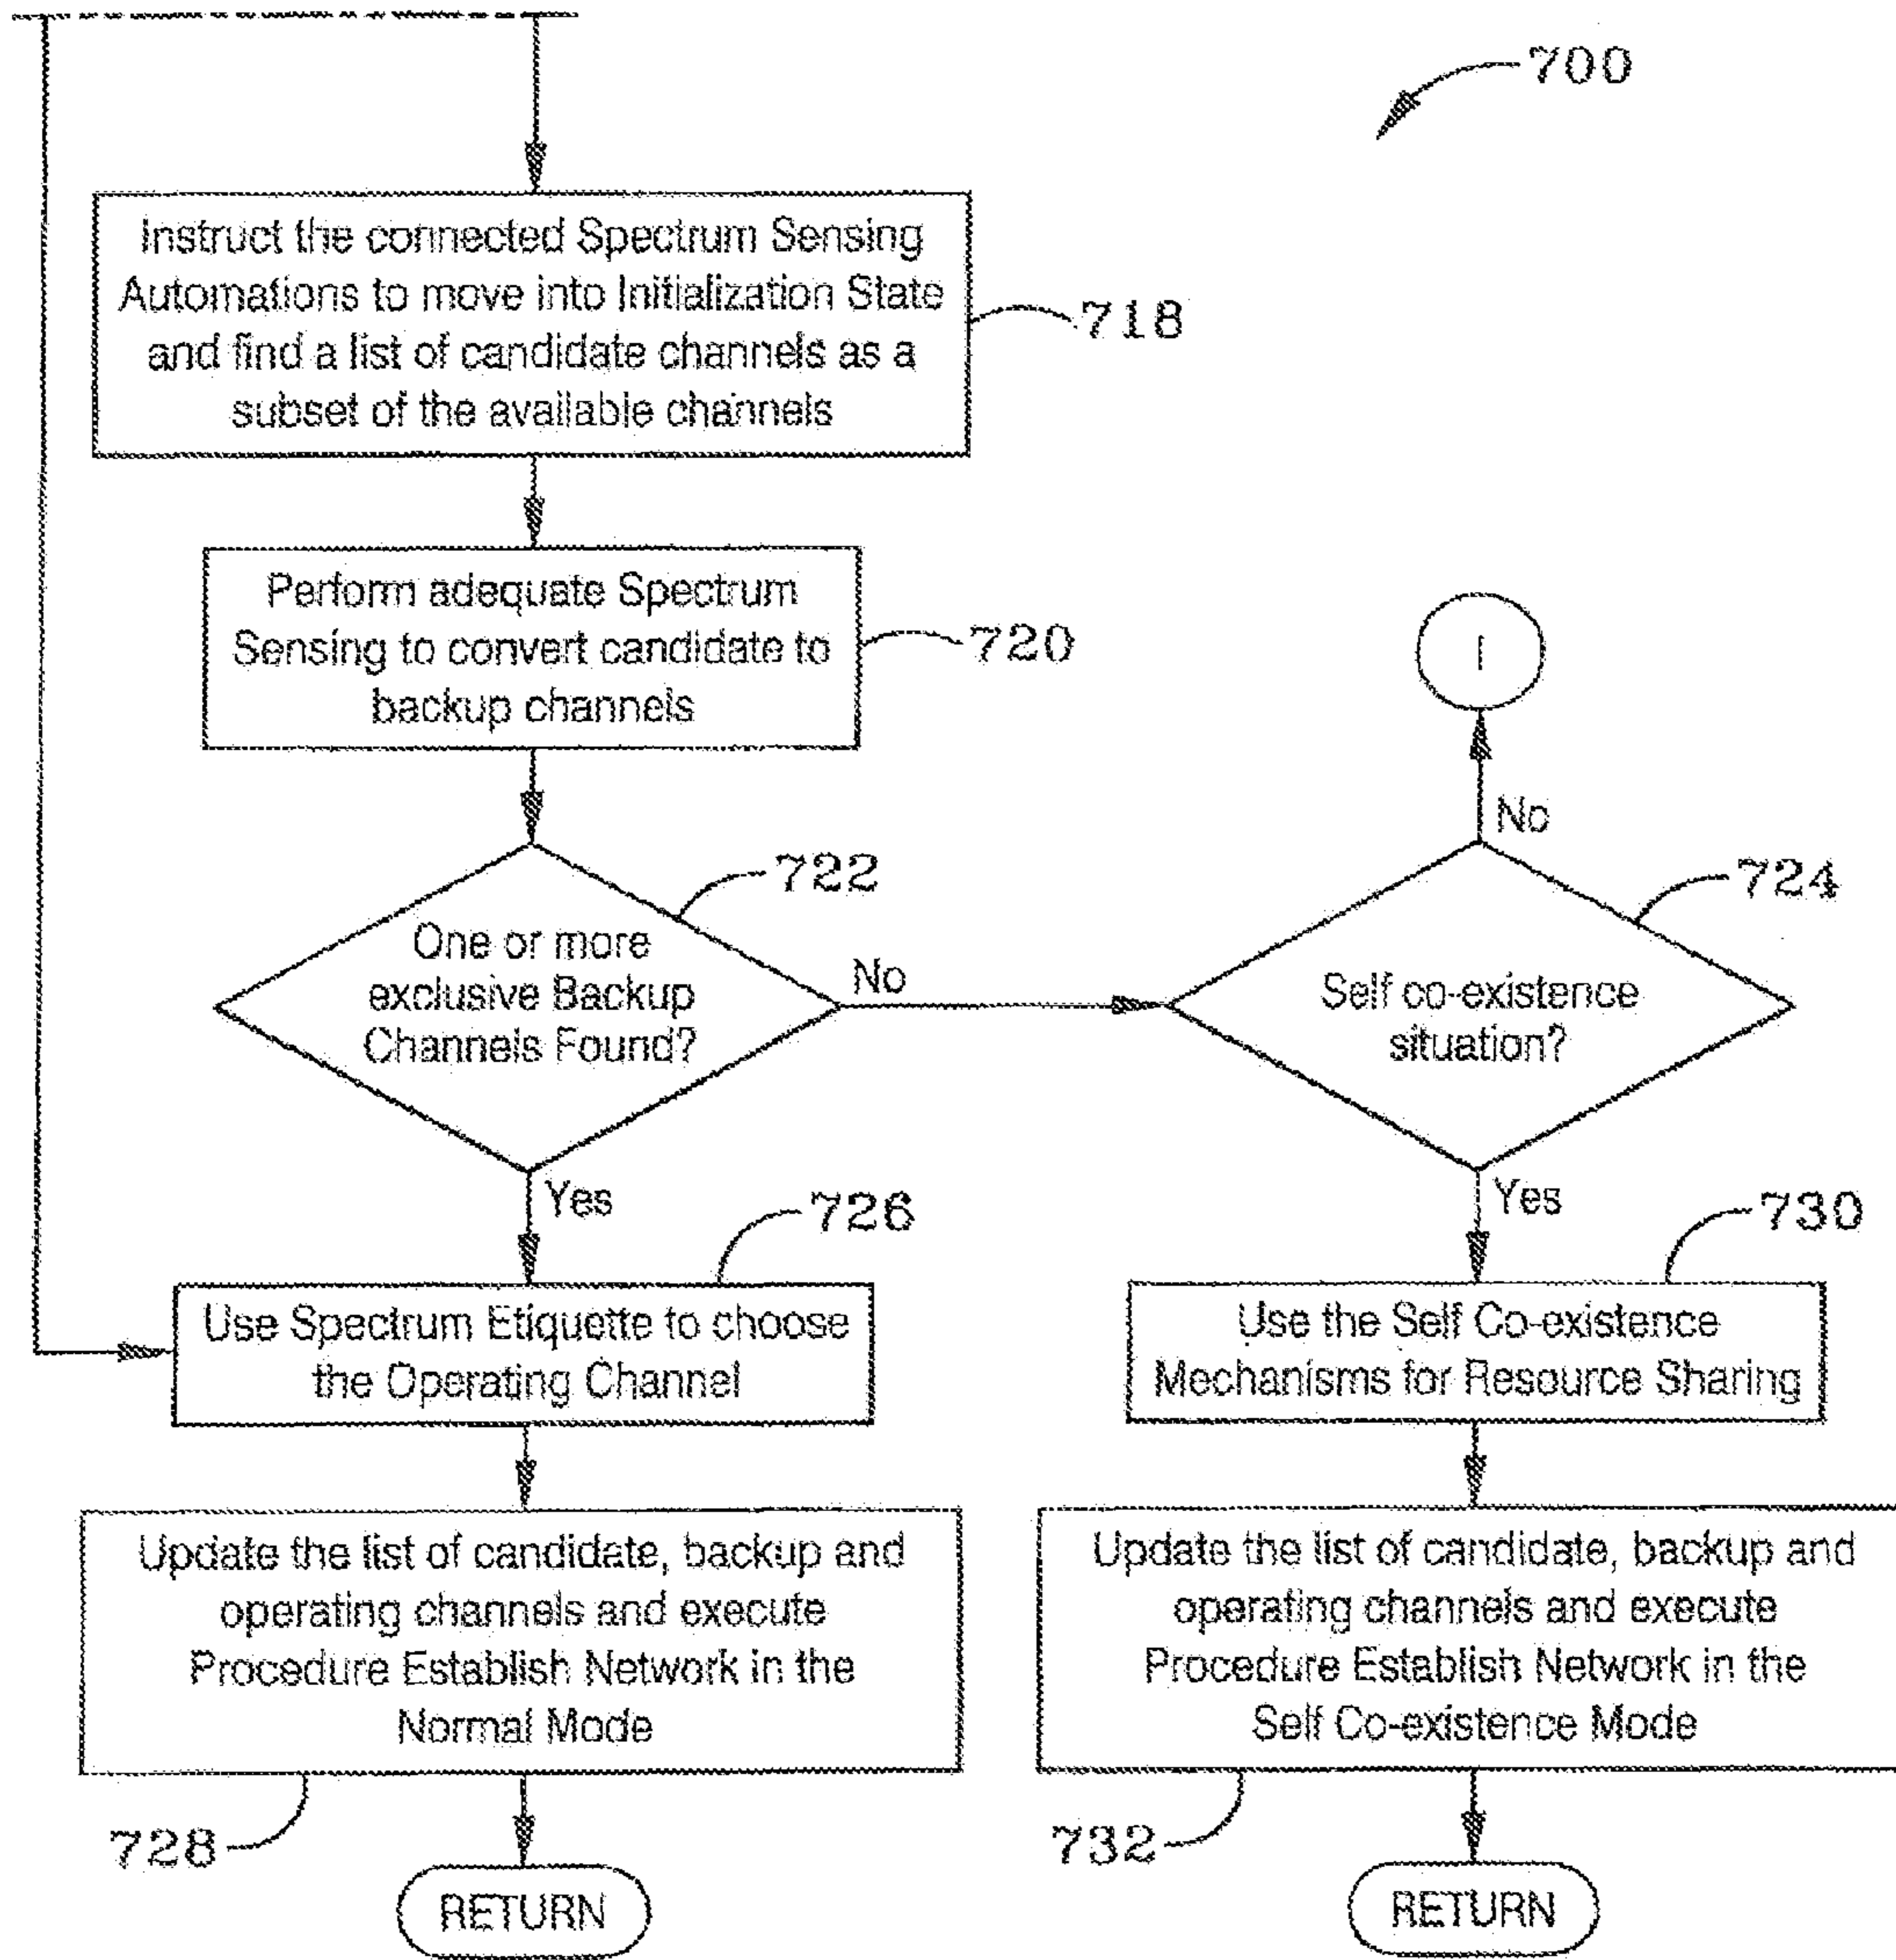 700
Instruct the connected Spectrum Sensing
Automations to move into Initialization State
and find a list of candidate channels as a
subset of the available channels
718
Perform adequate Spectrum
Sensing to convert candidate to
backup channels
720
I
No
722
One or more
exclusive Backup
Channels Found?
No
724
Self co-existence
situation?
Yes
726
Use Spectrum Etiquette to choose
the Operating Channel
Yes
730
Use the Self Co-existence
Mechanisms for Resource Sharing
Update the list of candidate, backup and
operating channels and execute
Procedure Establish Network in the
Normal Mode
728
RETURN
Update the list of candidate, backup and
operating channels and execute
Procedure Establish Network in the
Self Co-existence Mode
732
RETURN